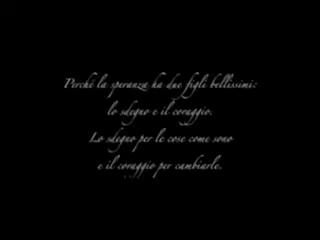 Perché la speranza ha due figli bellissimi:
lo sdegno e il coraggio.
Lo sdegno per le cose come sono
e il coraggio per cambiarle.